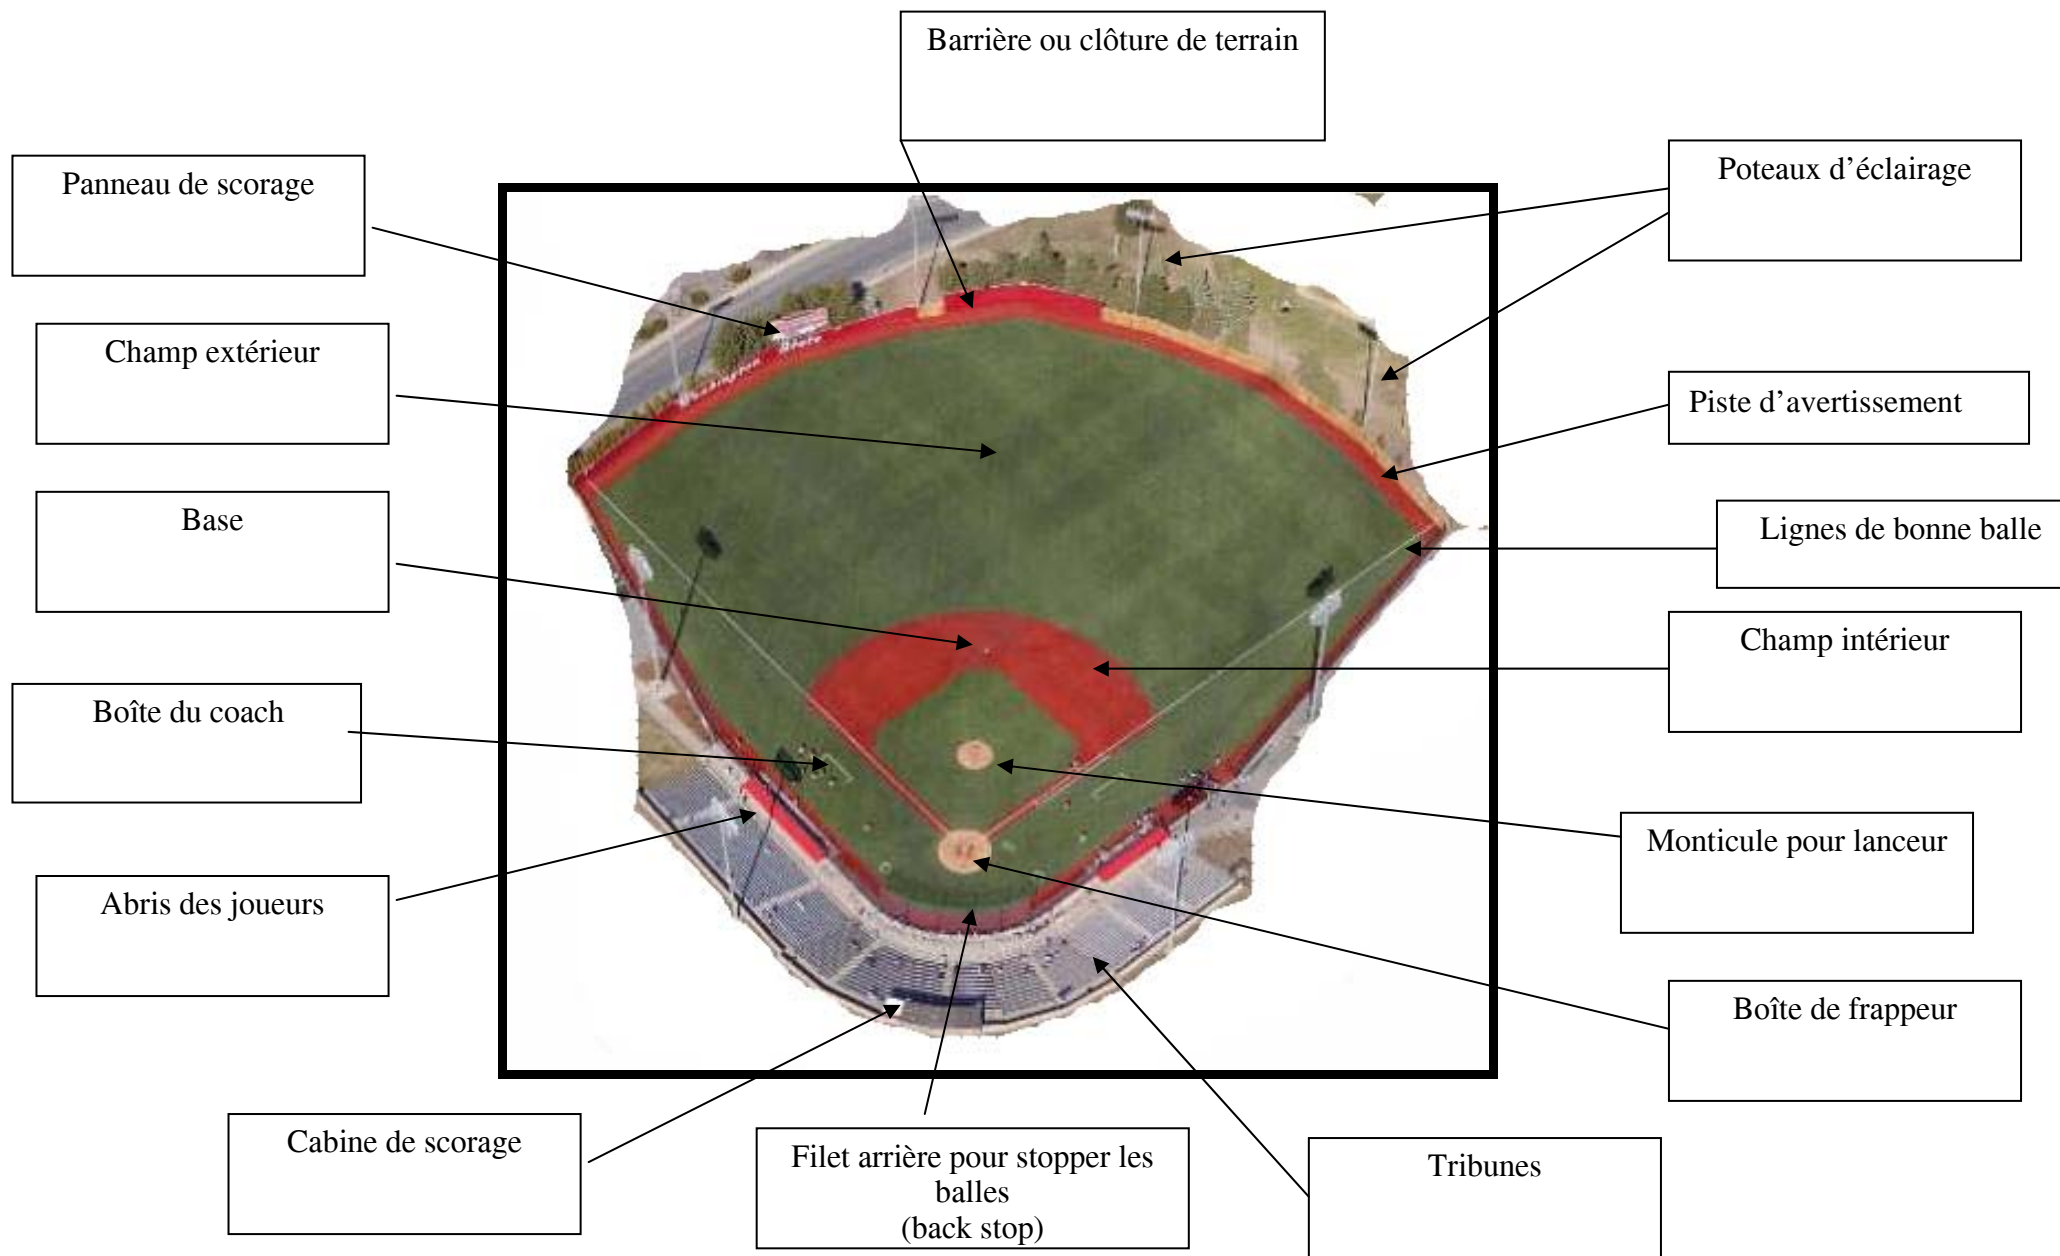 Barrière ou clôture de terrain
Panneau de scorage
Poteaux d’éclairage
Champ extérieur
Piste d’avertissement
Base
Lignes de bonne balle
Champ intérieur
Boîte du coach
Monticule pour lanceur
Abris des joueurs
Boîte de frappeur
Cabine de scorage
Filet arrière pour stopper les
balles
(back stop)
Tribunes